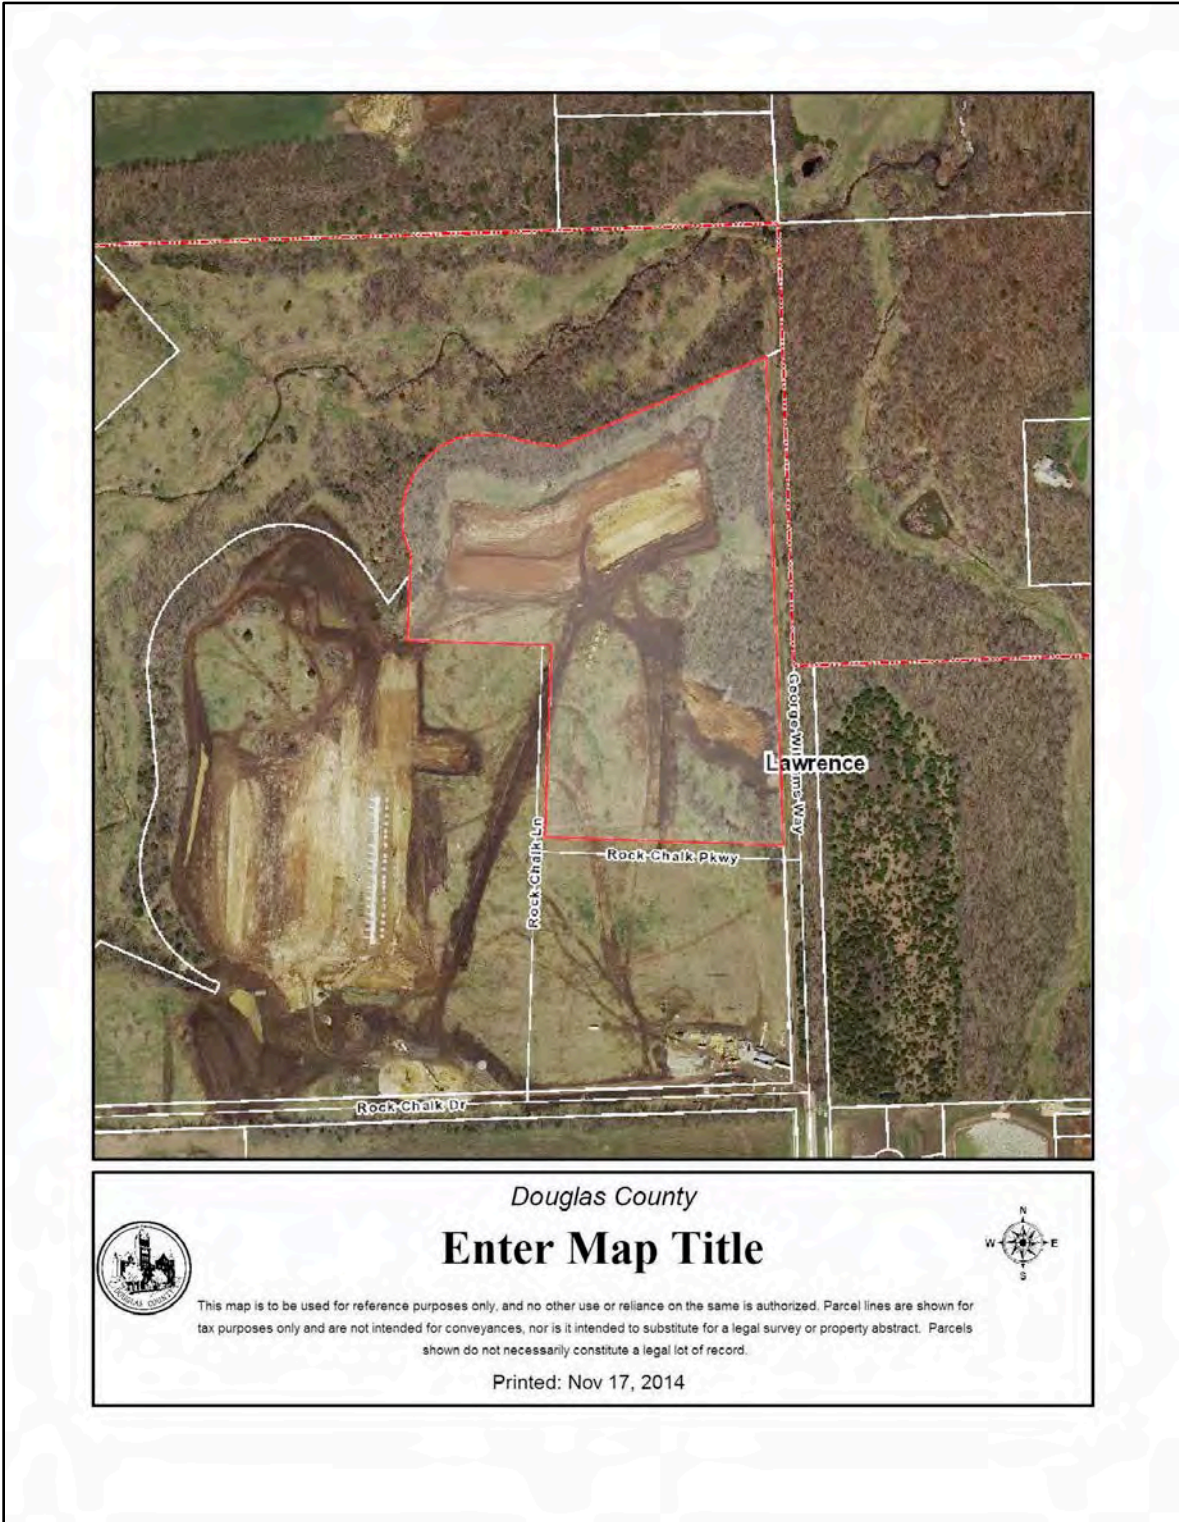 George Williams Way
Lawrence
Rock Chalk Ln
Rock Chalk Pkwy
Rock Chalk Dr
Douglas County
Enter Map Title
N
W E
S
DOUGLAS COUNTY
This map is to be used for reference purposes only, and no other use or reliance on the same is authorized. Parcel lines are shown for
tax purposes only and are not intended for conveyances, nor is it intended to substitute for a legal survey or property abstract. Parcels
shown do not necessarily constitute a legal lot of record.
Printed: Nov 17, 2014